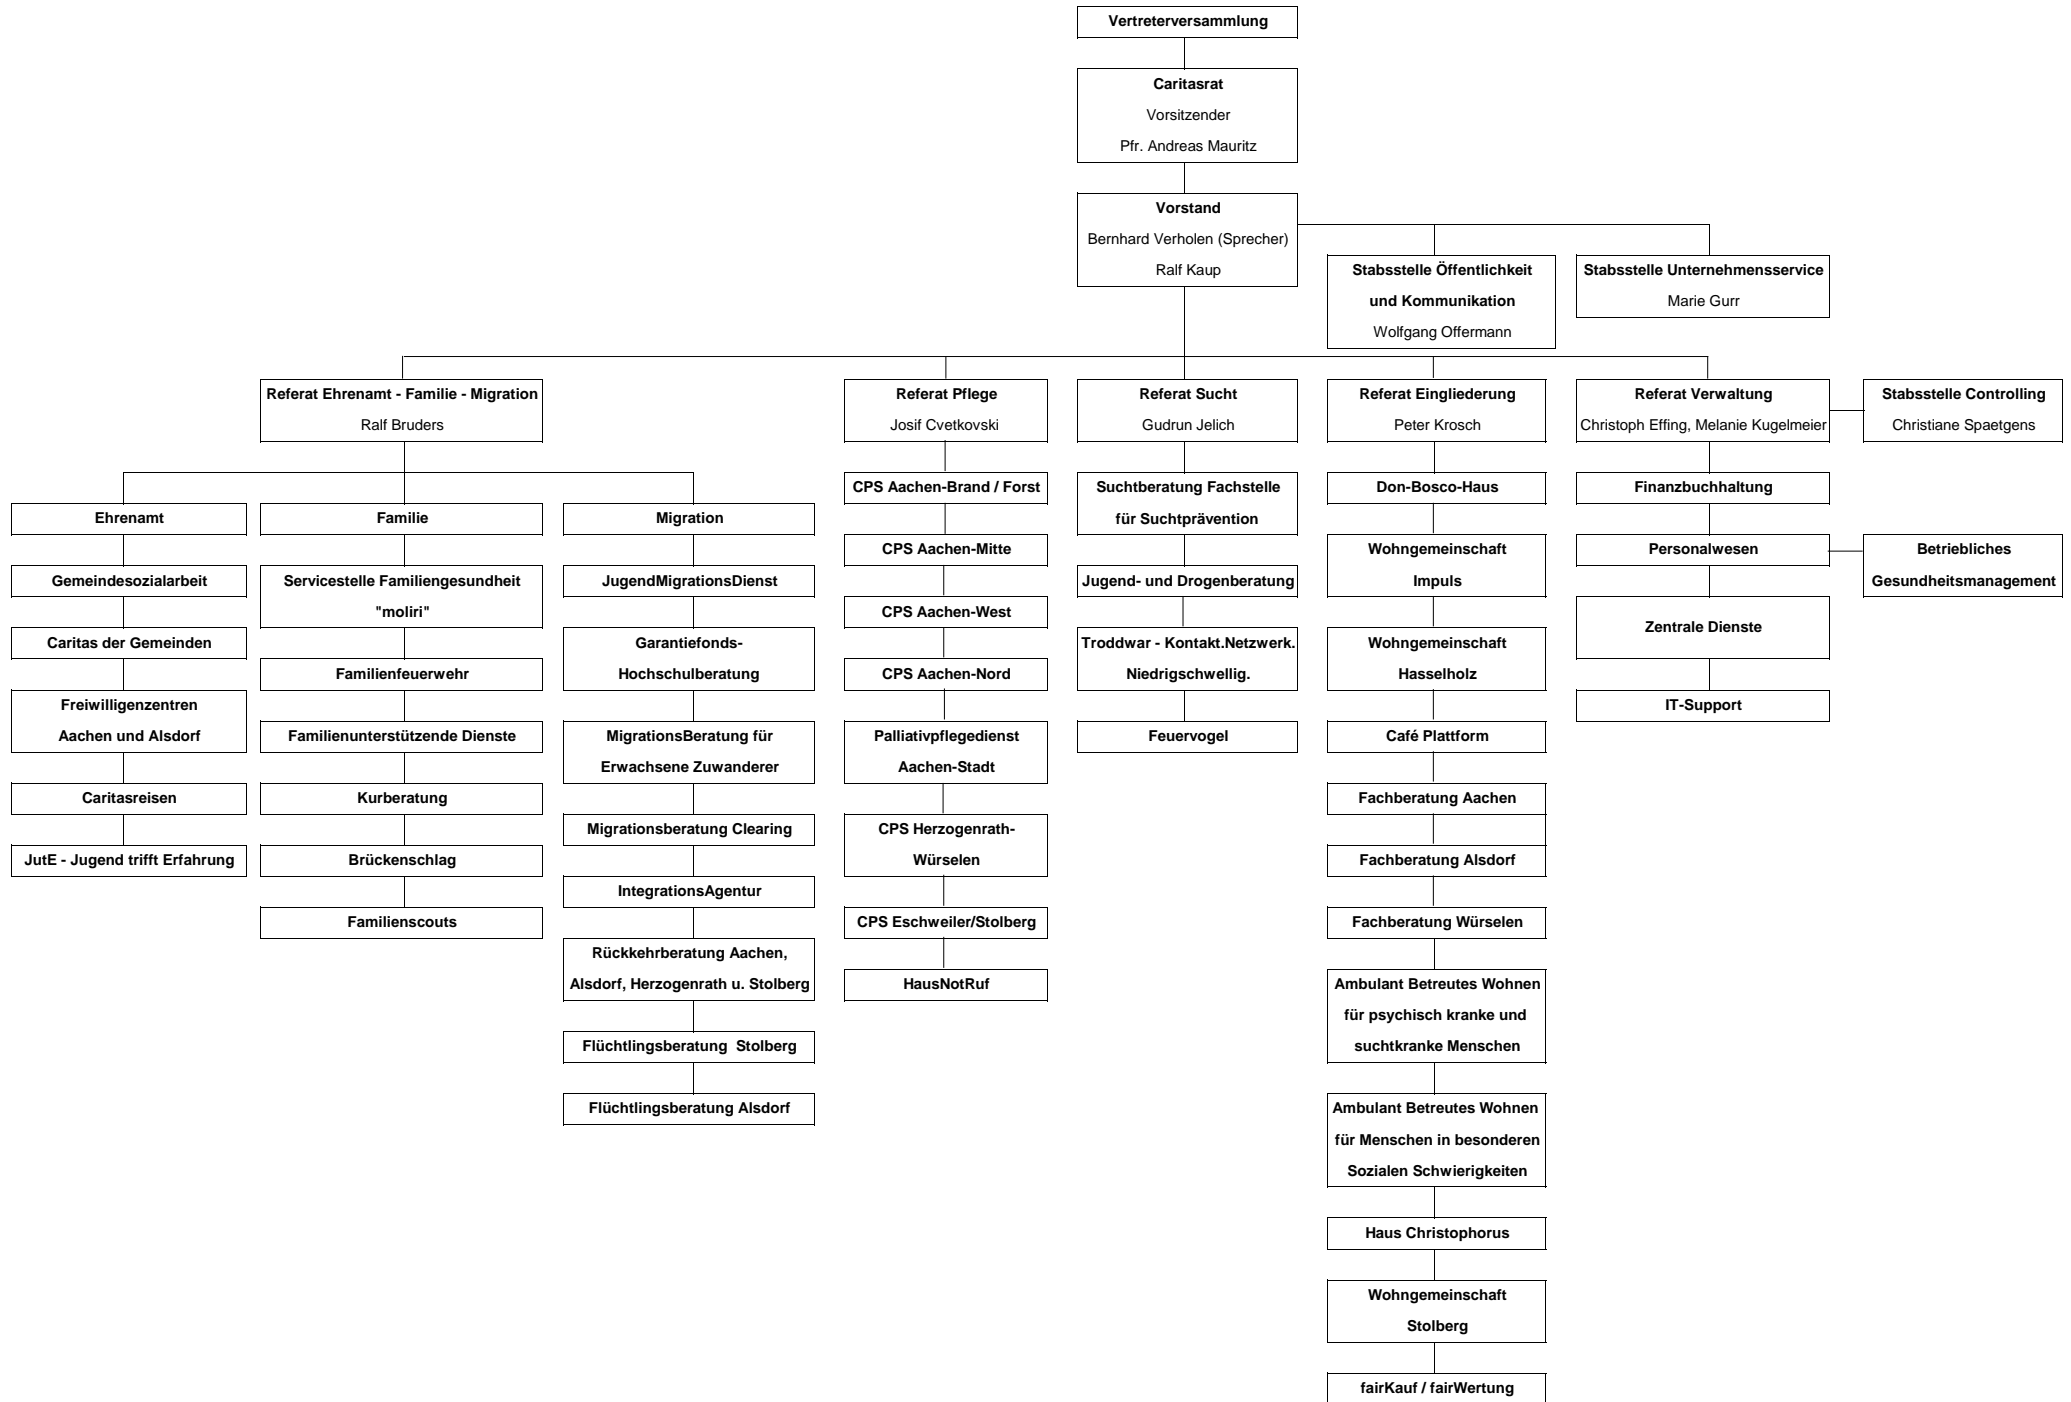 Vertreterversammlung
Caritasrat
Vorsitzender
Pfr. Andreas Mauritz
Vorstand
Bernhard Verholen (Sprecher)
Ralf Kaup
Stabsstelle Öffentlichkeit
und Kommunikation
Wolfgang Offermann
Stabsstelle Unternehmensservice
Marie Gurr
Referat Ehrenamt - Familie - Migration
Ralf Bruders
Ehrenamt
Gemeindesozialarbeit
Caritas der Gemeinden
Freiwilligenzentren
Aachen und Alsdorf
Caritasreisen
JutE - Jugend trifft Erfahrung
Familie
Servicestelle Familiengesundheit
"moliri"
Familienfeuerwehr
Familienunterstützende Dienste
Kurberatung
Brückenschlag
Familienscouts
Migration
JugendMigrationsDienst
Garantiefonds-
Hochschulberatung
MigrationsBeratung für
Erwachsene Zuwanderer
Migrationsberatung Clearing
IntegrationsAgentur
Rückkehrberatung Aachen,
Alsdorf, Herzogenrath u. Stolberg
Flüchtlingsberatung Stolberg
Flüchtlingsberatung Alsdorf
Referat Pflege
Josif Cvetkovski
CPS Aachen-Brand / Forst
CPS Aachen-Mitte
CPS Aachen-West
CPS Aachen-Nord
Palliativpflegedienst
Aachen-Stadt
CPS Herzogenrath-
Würselen
CPS Eschweiler/Stolberg
HausNotRuf
Referat Sucht
Gudrun Jelich
Suchtberatung Fachstelle
für Suchtprävention
Jugend- und Drogenberatung
Troddwar - Kontakt.Netzwerk.
Niedrigschwellig.
Feuervogel
Referat Eingliederung
Peter Krosch
Don-Bosco-Haus
Wohngemeinschaft
Impuls
Wohngemeinschaft
Hasselholz
Café Plattform
Fachberatung Aachen
Fachberatung Alsdorf
Fachberatung Würselen
Ambulant Betreutes Wohnen
für psychisch kranke und
suchtkranke Menschen
Ambulant Betreutes Wohnen
für Menschen in besonderen
Sozialen Schwierigkeiten
Haus Christophorus
Wohngemeinschaft
Stolberg
fairKauf / fairWertung
Referat Verwaltung
Christoph Effing, Melanie Kugelmeier
Finanzbuchhaltung
Personalwesen
Zentrale Dienste
IT-Support
Stabsstelle Controlling
Christiane Spaetgens
Betriebliches
Gesundheitsmanagement